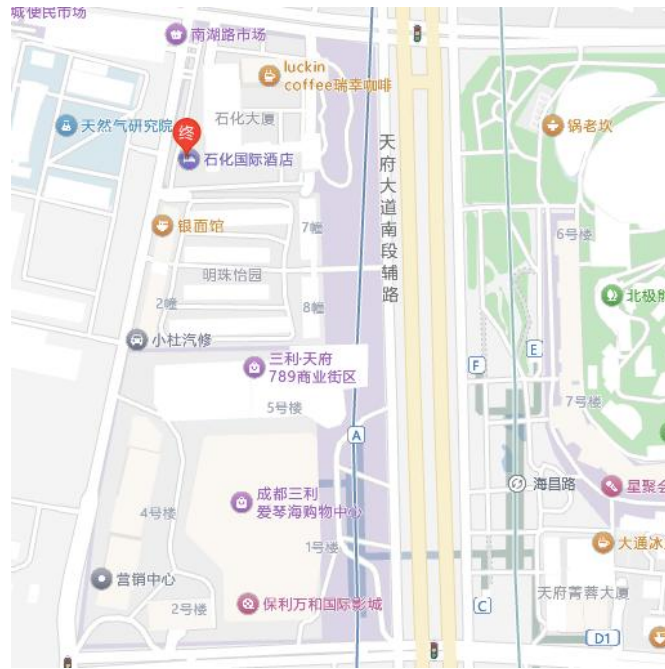 城便民市场
南湖路市场
luckin
coffee瑞幸咖啡
天然气研究院
终
石化大厦
石化国际酒店
锅老坎
天府大道南段辅路
银面馆
7幢
6号楼
明珠怡园
北极熊
2幢
8幢
小杜汽修
E
三利·天府
789商业街区
F
5号楼
7号楼
A
海昌路
星聚会
成都三利
爱琴海购物中心
4号楼
1号楼
大通冰
营销中心
天府菁蓉大厦
2号楼
保利万和国际影城
C
D1